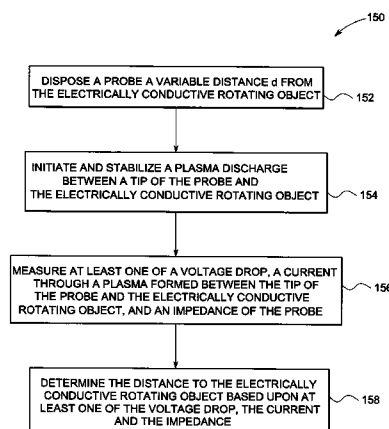 150
DISPOSE A PROBE A VARIABLE DISTANCE d FROM
THE ELECTRICALLY CONDUCTIVE ROTATING OBJECT
152
INITIATE AND STABILIZE A PLASMA DISCHARGE
BETWEEN A TIP OF THE PROBE AND
THE ELECTRICALLY CONDUCTIVE ROTATING OBJECT
154
MEASURE AT LEAST ONE OF A VOLTAGE DROP, A CURRENT
THROUGH A PLASMA FORMED BETWEEN THE TIP OF
THE PROBE AND THE ELECTRICALLY CONDUCTIVE
ROTATING OBJECT, AND AN IMPEDANCE OF THE PROBE
156
DETERMINE THE DISTANCE TO THE ELECTRICALLY
CONDUCTIVE ROTATING OBJECT BASED UPON AT
LEAST ONE OF THE VOLTAGE DROP, THE CURRENT
AND THE IMPEDANCE
158